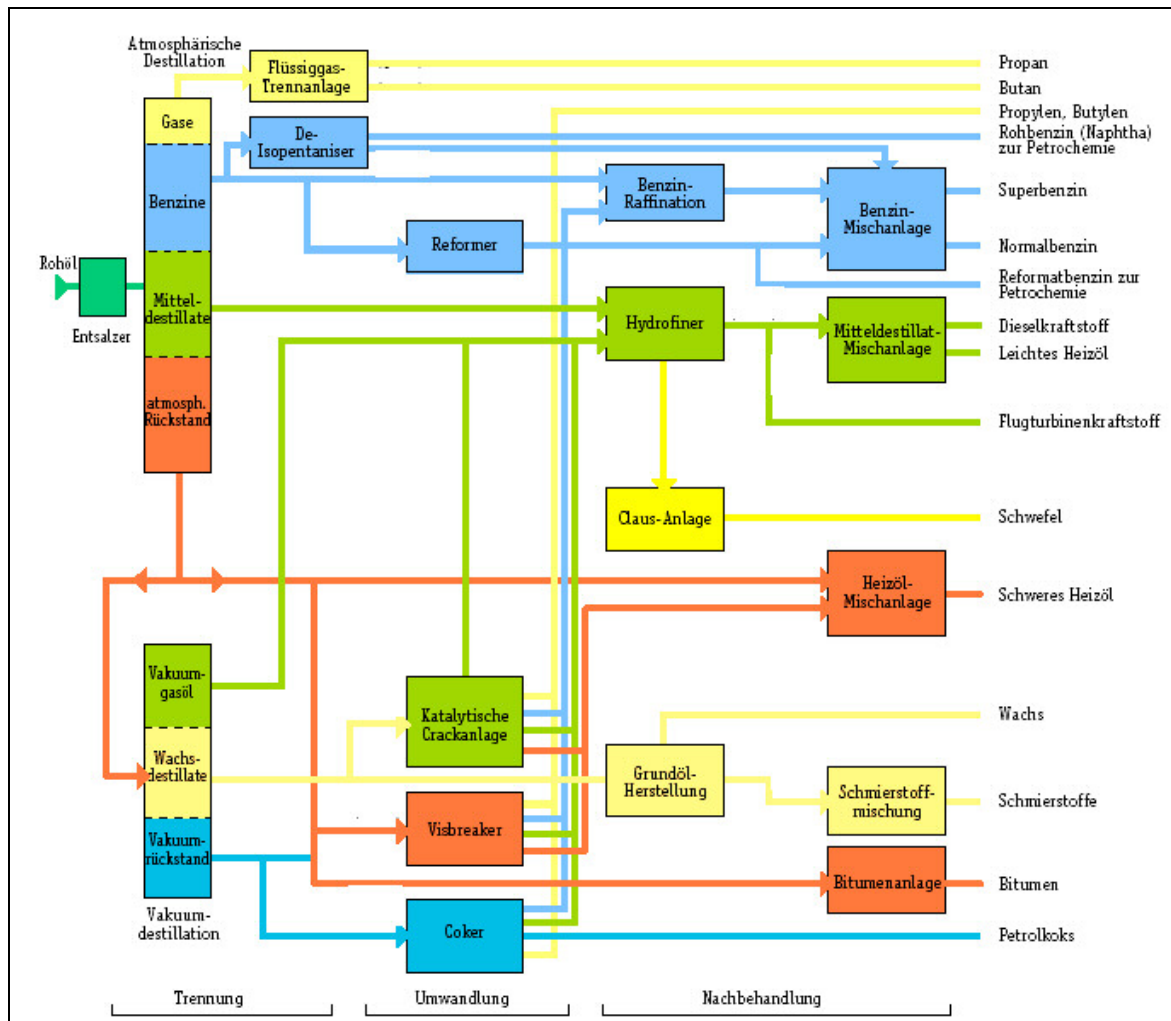 Atmosphärische
Destillation
Flüssiggas-
Trennanlage
Propan
Butan
Gase
De-
Isopentaniser
Propylen, Butylen
Rohbenzin (Naphtha)
zur Petrochemie
Benzine
Benzin-
Raffination
Benzin-
Mischanlage
Superbenzin
Reformer
Normalbenzin
Rohöl
Entsalzer
Reformatbenzin zur
Petrochemie
Mittel-
destillate
Hydrofiner
Mitteldestillat-
Mischanlage
Dieselkraftstoff
Leichtes Heizöl
atmosph.
Rückstand
Flugturbinenkraftstoff
Claus-Anlage
Schwefel
Heizöl-
Mischanlage
Schweres Heizöl
Vakuum-
gasöl
Katalytische
Crackanlage
Wachs
Wachs-
destillate
Grundöl-
Herstellung
Schmierstoff-
mischung
Schmierstoffe
Visbreaker
Vakuum-
rückstand
Bitumenanlage
Bitumen
Vakuum-
destillation
Coker
Petrolkoks
Trennung
Umwandlung
Nachbehandlung